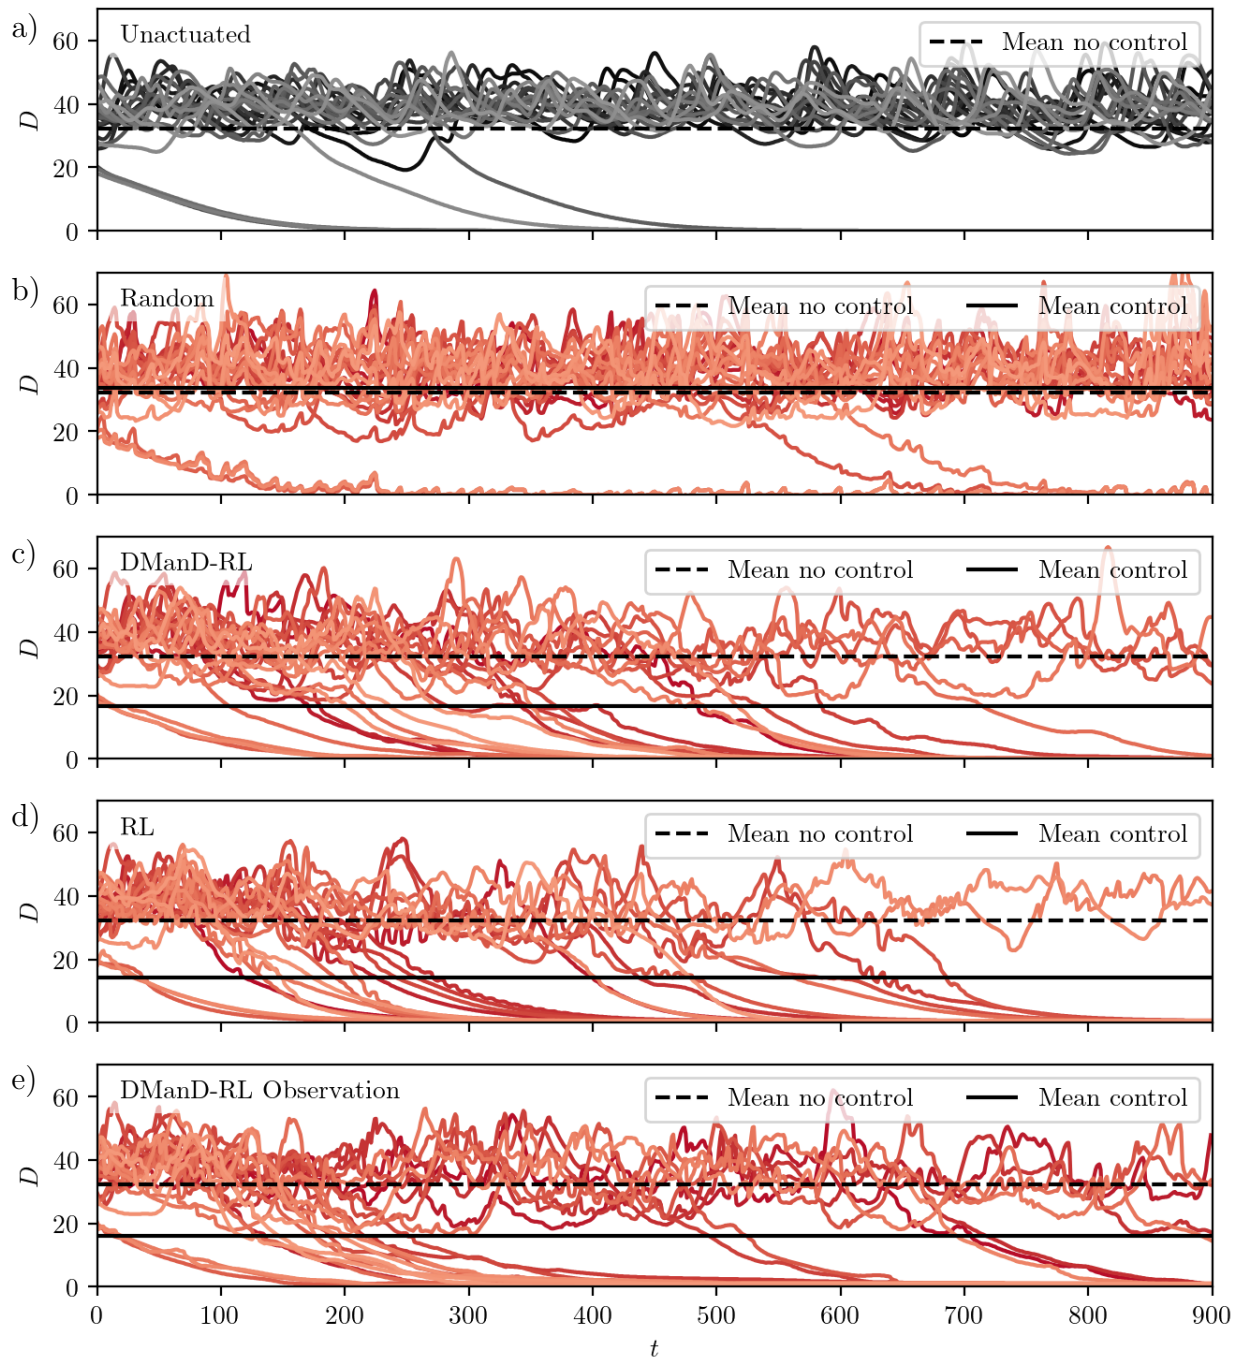 a)
Unactuated
Mean no control
60
40
20
0
D
b)
Random
Mean no control
Mean control
60
40
20
0
D
c)
DManD-RL
Mean no control
Mean control
60
40
20
0
D
d)
RL
Mean no control
Mean control
60
40
20
0
D
e)
DManD-RL Observation
Mean no control
Mean control
60
40
20
0
D
0 100 200 300 400 500 600 700 800 900
t